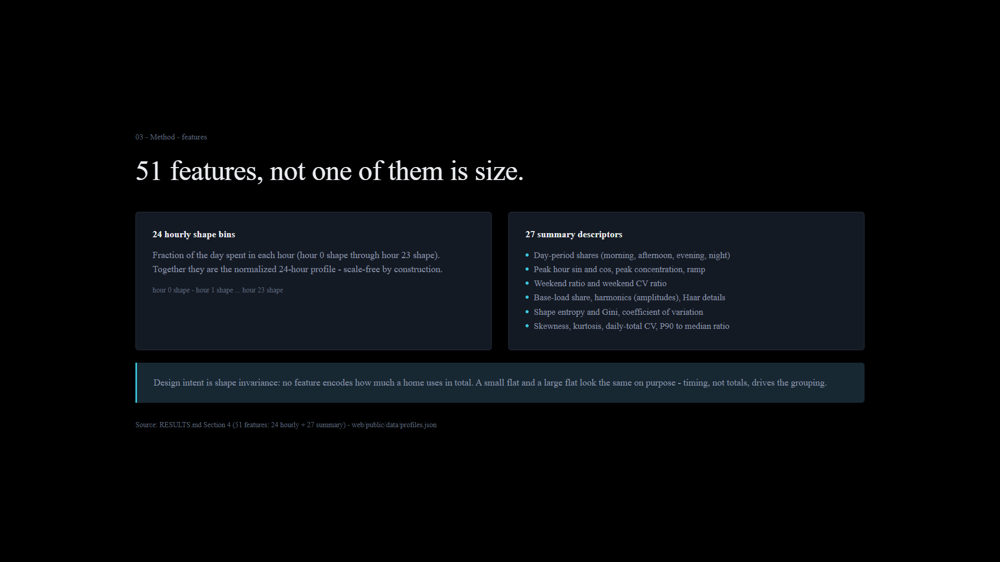 03 - Method - features
51 features, not one of them is size.
24 hourly shape bins
Fraction of the day spent in each hour (hour 0 shape through hour 23 shape).
Together they are the normalized 24-hour profile - scale-free by construction.
hour 0 shape - hour 1 shape ... hour 23 shape
27 summary descriptors
Day-period shares (morning, afternoon, evening, night)
Peak hour sin and cos, peak concentration, ramp
Weekend ratio and weekend CV ratio
Base-load share, harmonics (amplitudes), Haar details
Shape entropy and Gini, coefficient of variation
Skewness, kurtosis, daily-total CV, P90 to median ratio
Design intent is shape invariance: no feature encodes how much a home uses in total. A small flat and a large flat look the same on purpose - timing, not totals, drives the grouping.
Source: RESULTS.md Section 4 (51 features: 24 hourly + 27 summary) - web/public/data/profiles.json